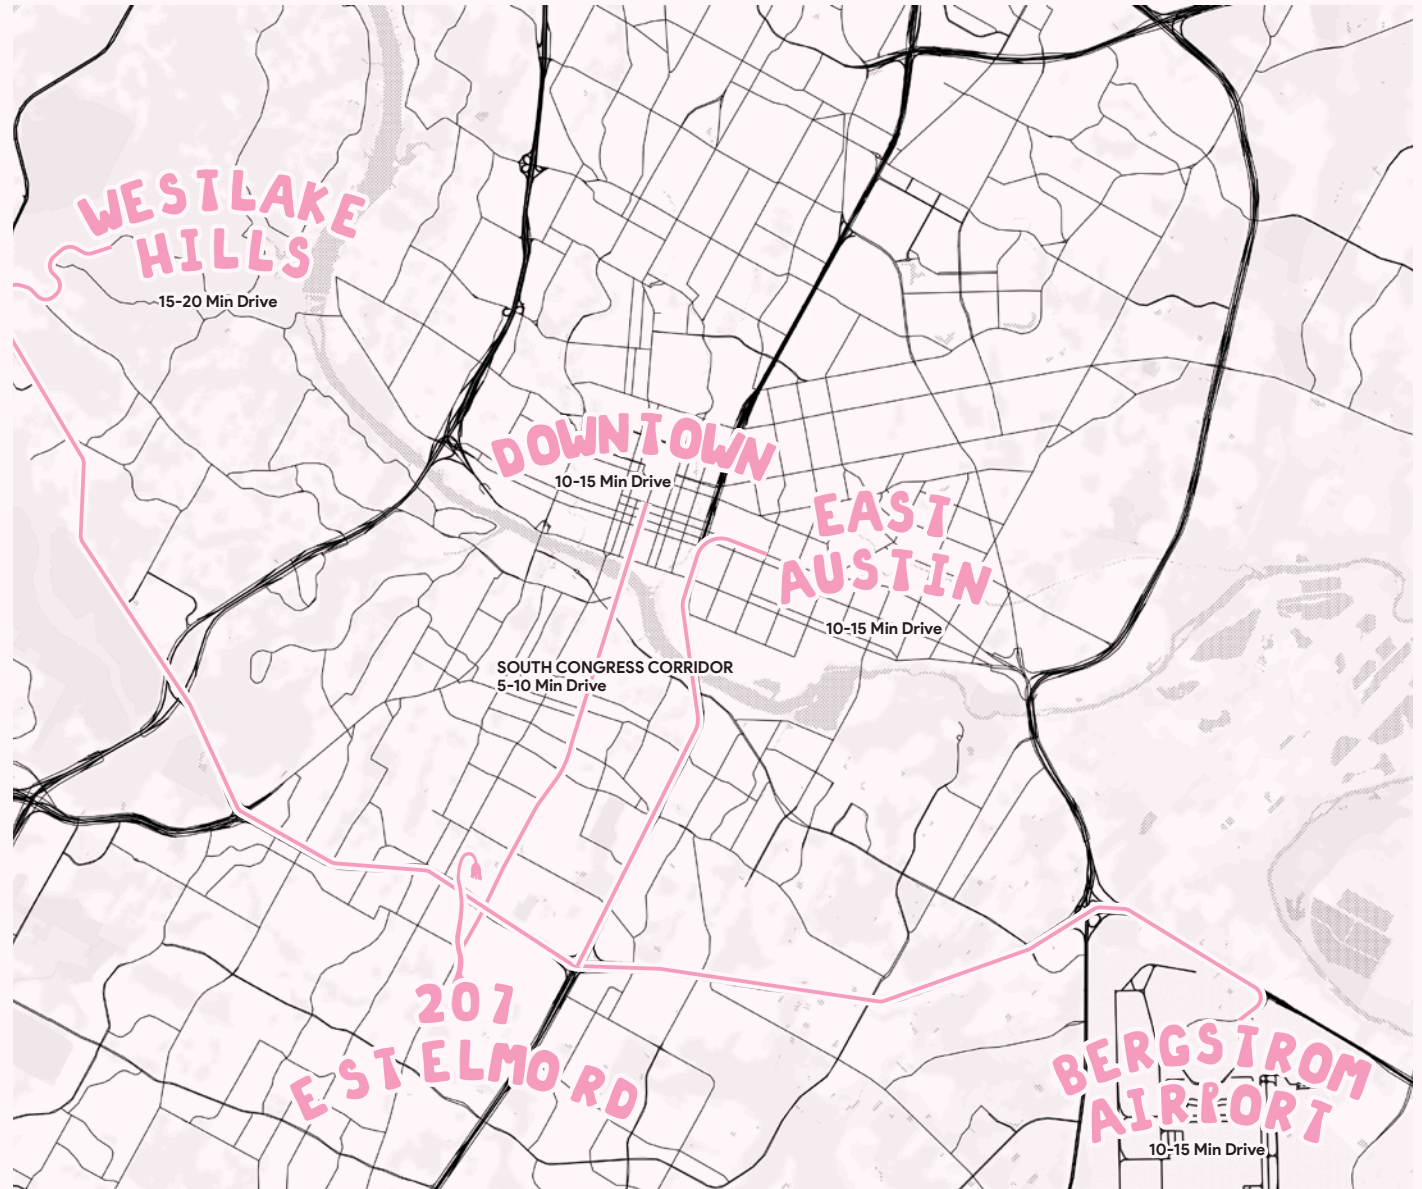 WESTLAKE
HILLS
15-20 Min Drive
DOWNTOWN
10-15 Min Drive
EAST
AUSTIN
10-15 Min Drive
SOUTH CONGRESS CORRIDOR
5-10 Min Drive
207
E ST ELMO RD
BERGSTROM
AIRPORT
10-15 Min Drive